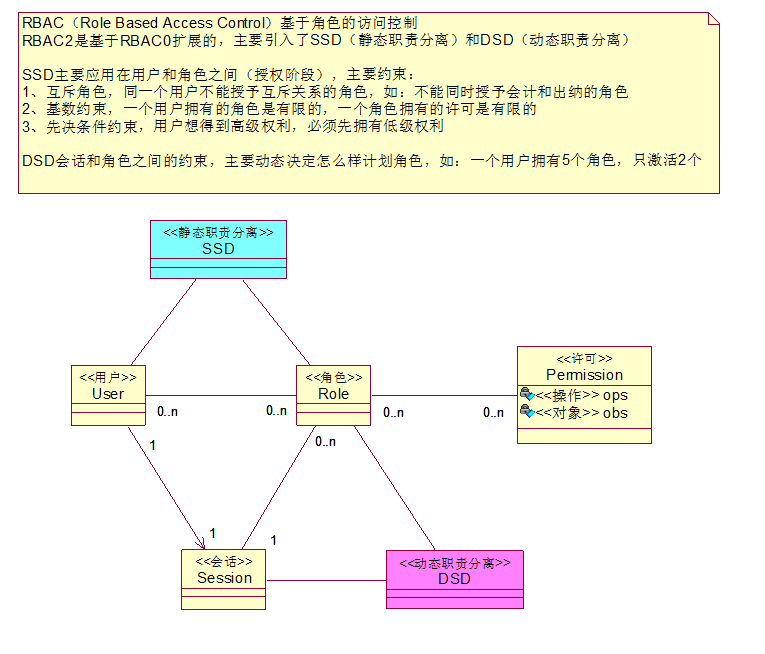 RBAC（Role Based Access Control）基于角色的访问控制
RBAC2是基于RBAC0扩展的，主要引入了SSD（静态职责分离）和DSD（动态职责分离）
SSD主要应用在用户和角色之间（授权阶段），主要约束：
1、互斥角色，同一个用户不能授予互斥关系的角色，如：不能同时授予会计和出纳的角色
2、基数约束，一个用户拥有的角色是有限的，一个角色拥有的许可是有限的
3、先决条件约束，用户想得到高级权利，必须先拥有低级权利
DSD会话和角色之间的约束，主要动态决定怎么样计划角色，如：一个用户拥有5个角色，只激活2个
<<静态职责分离>>
SSD
<<用户>>
User
<<角色>>
Role
<<许可>>
Permission
<<操作>> ops
<<对象>> obs
0..n
0..n
0..n
0..n
1
0..n
1
1
<<会话>>
Session
<<动态职责分离>>
DSD